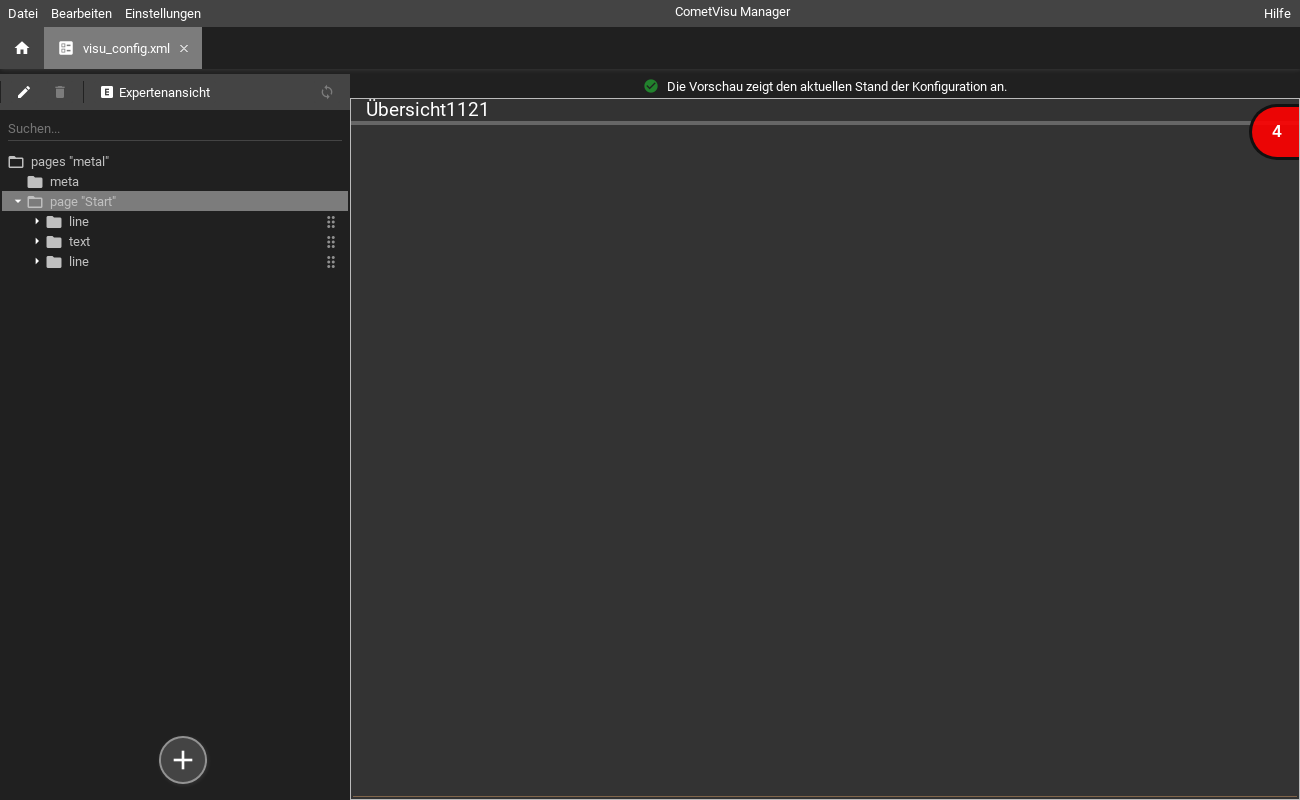 Datei Bearbeiten Einstellungen CometVisu Manager Hilfe
visu_config.xml
E Expertenansicht
Die Vorschau zeigt den aktuellen Stand der Konfiguration an.
Suchen...
pages "metal"
meta
page "Start"
line
text
line
Übersicht1121
4